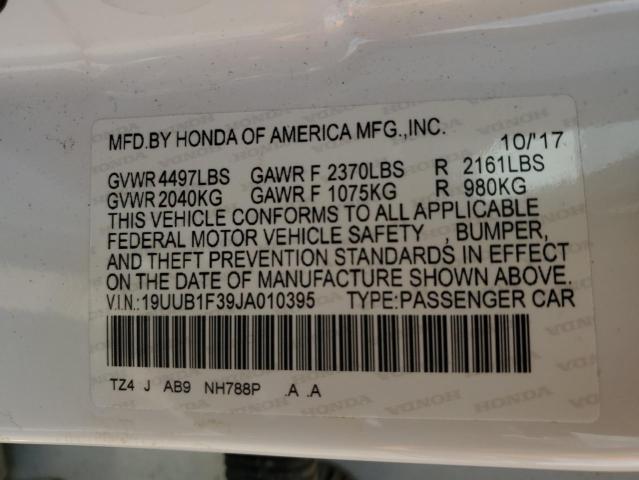 MFD.BY HONDA OF AMERICA MFG.,INC. 10/'17
GVWR 4497LBS GAWR F 2370LBS R 2161LBS
GVWR 2040KG GAWR F 1075KG R 980KG
THIS VEHICLE CONFORMS TO ALL APPLICABLE
FEDERAL MOTOR VEHICLE SAFETY , BUMPER,
AND THEFT PREVENTION STANDARDS IN EFFECT
ON THE DATE OF MANUFACTURE SHOWN ABOVE.
V.I.N.:19UUB1F39JA010395 TYPE:PASSENGER CAR
TZ4 J AB9 NH788P .A .A